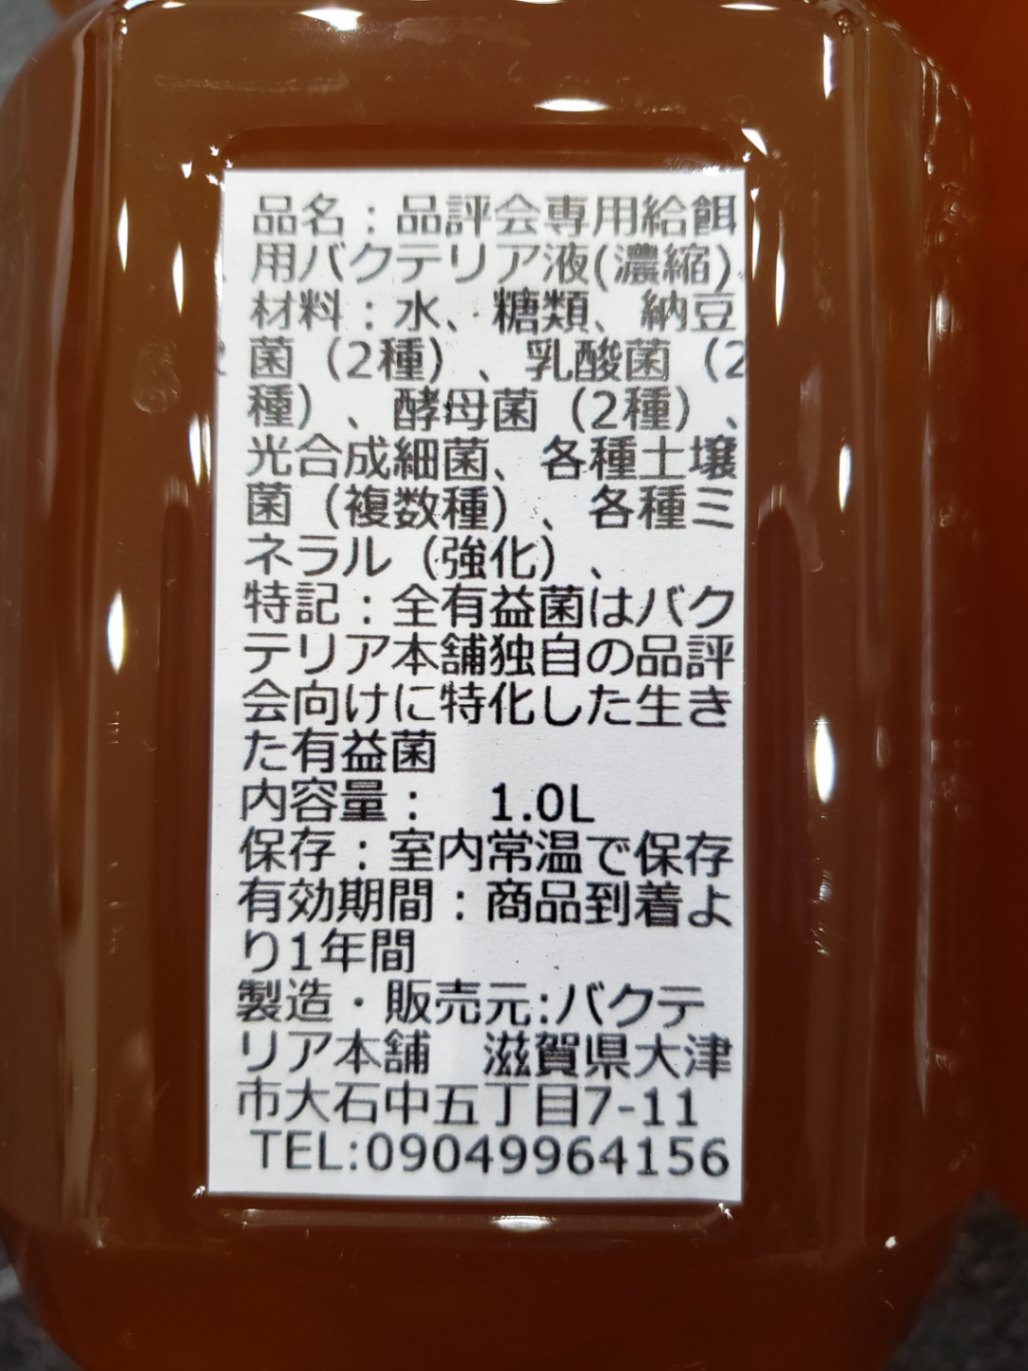 品名：品評会専用給餌
用バクテリア液(濃縮)
材料：水、糖類、納豆
菌（2種）、乳酸菌（2
種）、酵母菌（2種）、
光合成細菌、各種土壌
菌（複数種）、各種ミ
ネラル（強化）、
特記：全有益菌はバク
テリア本舗独自の品評
会向けに特化した生き
た有益菌
内容量：　1.0L
保存：室内常温で保存
有効期間：商品到着よ
り1年間
製造・販売元:バクテ
リア本舗　滋賀県大津
市大石中五丁目7-11
TEL:09049964156